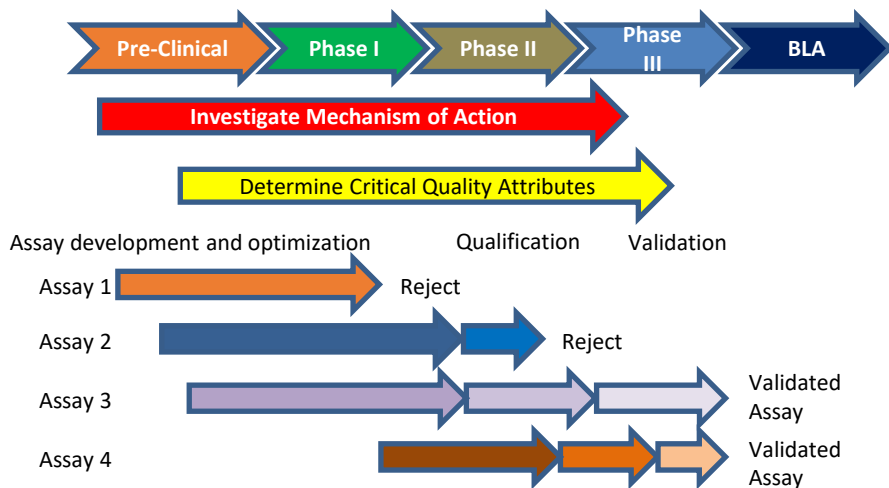 Pre-Clinical
Phase I
Phase II
Phase
III
BLA
Investigate Mechanism of Action
Determine Critical Quality Attributes
Assay development and optimization
Qualification
Validation
Assay 1
Reject
Assay 2
Reject
Assay 3
Validated
Assay
Assay 4
Validated
Assay